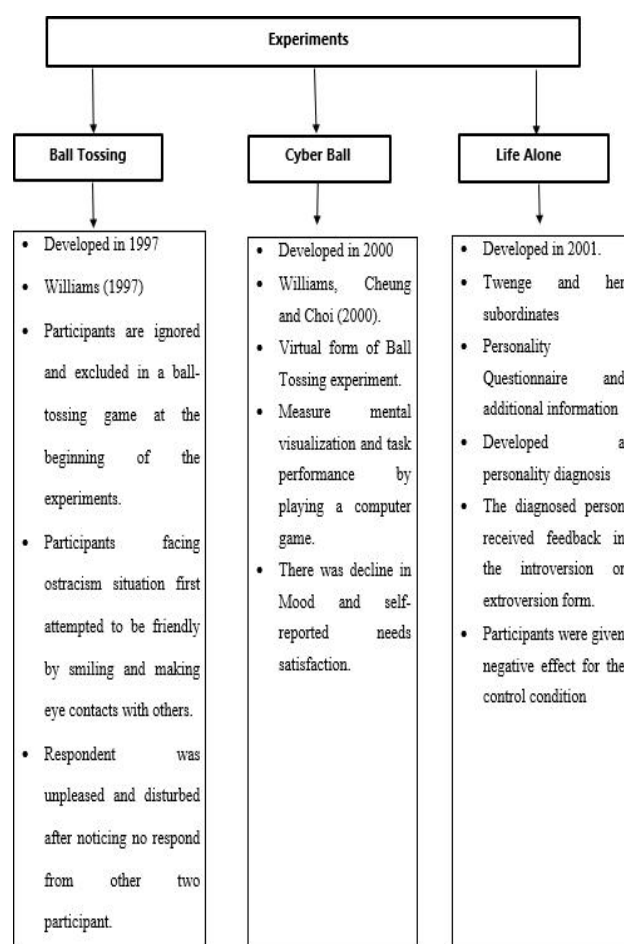 Experiments
Ball Tossing
Cyber Ball
Life Alone
• Developed in 1997
• Williams (1997)
• Participants are ignored
and excluded in a ball-
tossing game at the
beginning of the
experiments.
• Participants facing
ostracism situation first
attempted to be friendly
by smiling and making
eye contacts with others.
• Respondent was
unpleased and disturbed
after noticing no respond
from other two
participant.
• Developed in 2000
• Williams, Cheung
and Choi (2000).
• Virtual form of Ball
Tossing experiment.
• Measure mental
visualization and task
performance by
playing a computer
game.
• There was decline in
Mood and self-
reported needs
satisfaction.
• Developed in 2001.
• Twenge and her
subordinates
• Personality
Questionnaire and
additional information
• Developed a
personality diagnosis
• The diagnosed person
received feedback in
the introversion or
extroversion form.
• Participants were given
negative effect for the
control condition